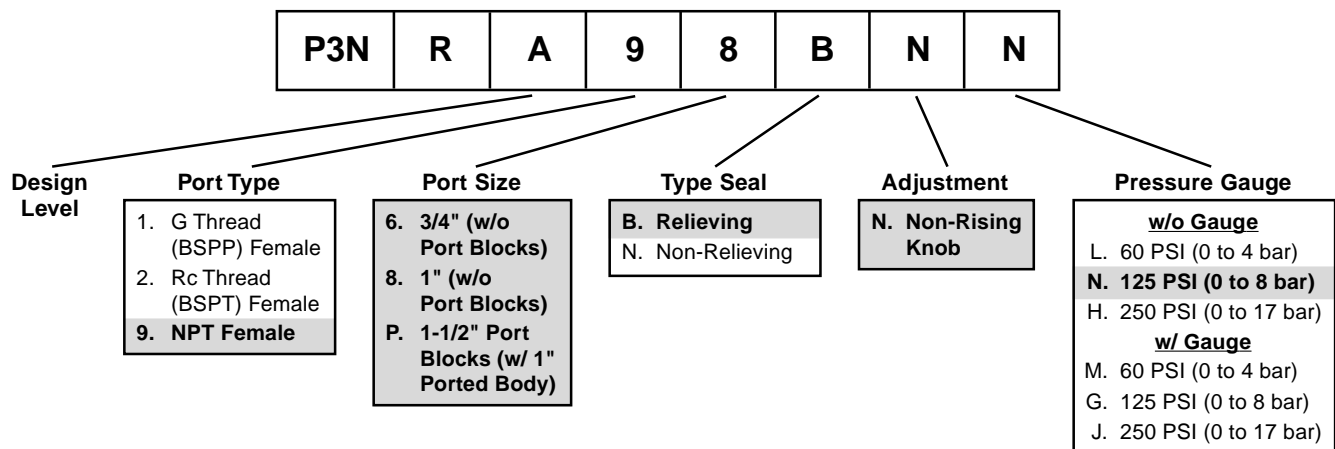 P3N R A 9 8 B N N
Design
Level
Port Type
1. G Thread
(BSPP) Female
2. Rc Thread
(BSPT) Female
9. NPT Female
Port Size
6. 3/4" (w/o
Port Blocks)
8. 1" (w/o
Port Blocks)
P. 1-1/2" Port
Blocks (w/ 1"
Ported Body)
Type Seal
B. Relieving
N. Non-Relieving
Adjustment
N. Non-Rising
Knob
Pressure Gauge
w/o Gauge
L. 60 PSI (0 to 4 bar)
N. 125 PSI (0 to 8 bar)
H. 250 PSI (0 to 17 bar)
w/ Gauge
M. 60 PSI (0 to 4 bar)
G. 125 PSI (0 to 8 bar)
J. 250 PSI (0 to 17 bar)